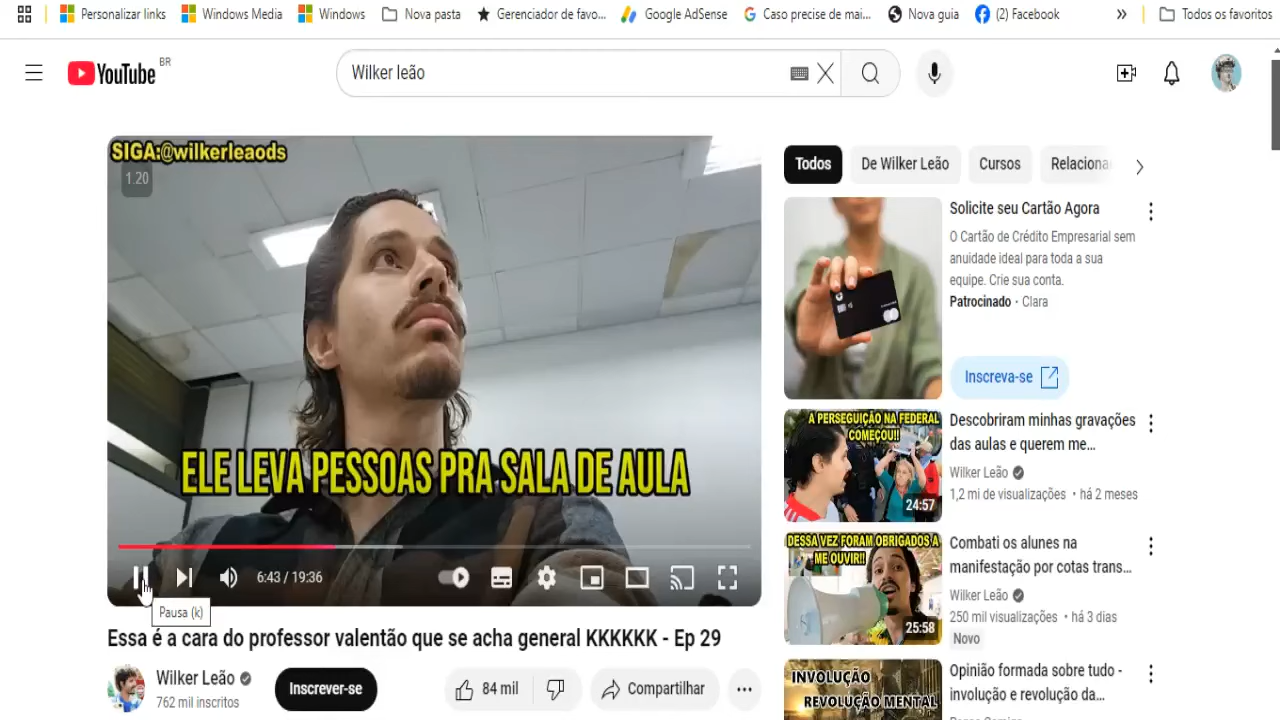 Personalizar links
Windows Media
Windows
Nova pasta
Gerenciador de favo...
Google AdSense
Caso precise de mai...
Nova guia
(2) Facebook
»
Todos os favoritos
YouTube BR
Wilker leão
SIGA:@wilkerleaods
1.20
ELE LEVA PESSOAS PRA SALA DE AULA
6:43 / 19:36
Pausa (k)
Essa é a cara do professor valentão que se acha general KKKKKK - Ep 29
Wilker Leão
762 mil inscritos
Inscrever-se
84 mil
Compartilhar
Todos
De Wilker Leão
Cursos
Relaciona
Solicite seu Cartão Agora
O Cartão de Crédito Empresarial sem
anuidade ideal para toda a sua
equipe. Crie sua conta.
Patrocinado · Clara
Inscreva-se
A PERSEGUIÇÃO NA FEDERAL
COMEÇOU!!
24:57
Descobriram minhas gravações
das aulas e querem me...
Wilker Leão
1,2 mi de visualizações · há 2 meses
DESSA VEZ FORAM OBRIGADOS A
ME OUVIR!!
25:58
Combati os alunes na
manifestação por cotas trans...
Wilker Leão
250 mil visualizações · há 3 dias
Novo
INVOLUÇÃO
REVOLUÇÃO MENTAL
Opinião formada sobre tudo -
involução e revolução da...